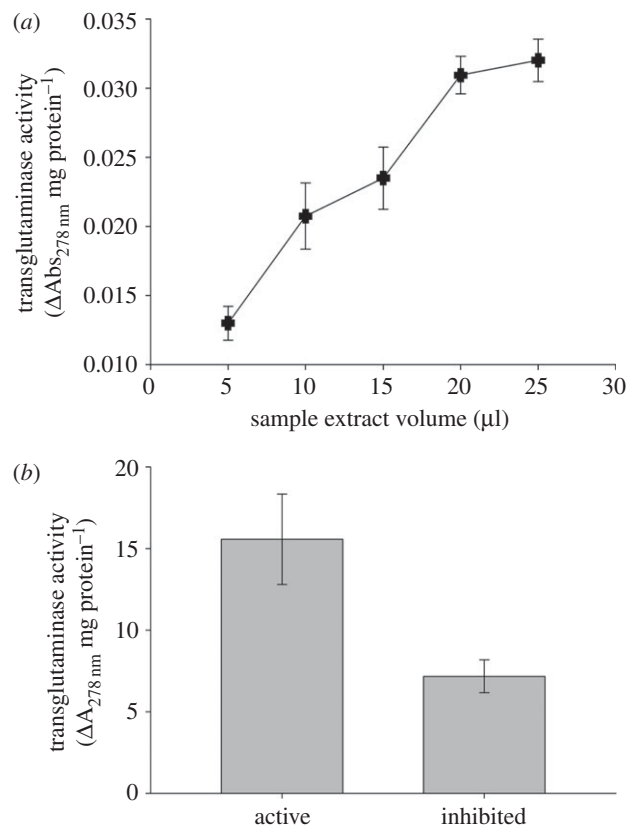 (a)
transglutaminase activity
(ΔAbs278 nm mg protein−1)
0.035
0.030
0.025
0.020
0.015
0.010
0 5 10 15 20 25 30
sample extract volume (μl)
(b)
transglutaminase activity
(ΔA278 nm mg protein−1)
20
15
10
5
0
active inhibited